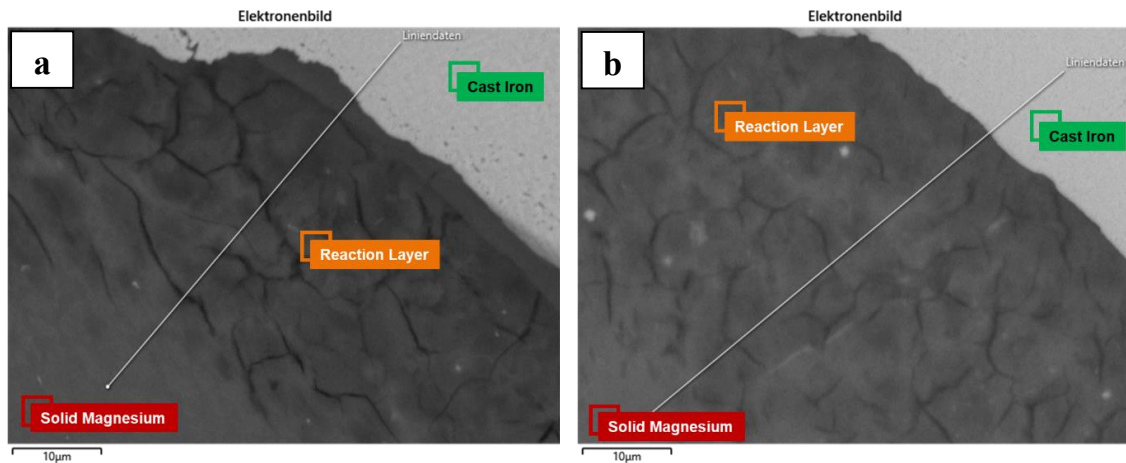 Elektronenbild
a
Liniendaten
Cast Iron
Reaction Layer
Solid Magnesium
10μm
Elektronenbild
b
Liniendaten
Reaction Layer
Cast Iron
Solid Magnesium
10μm